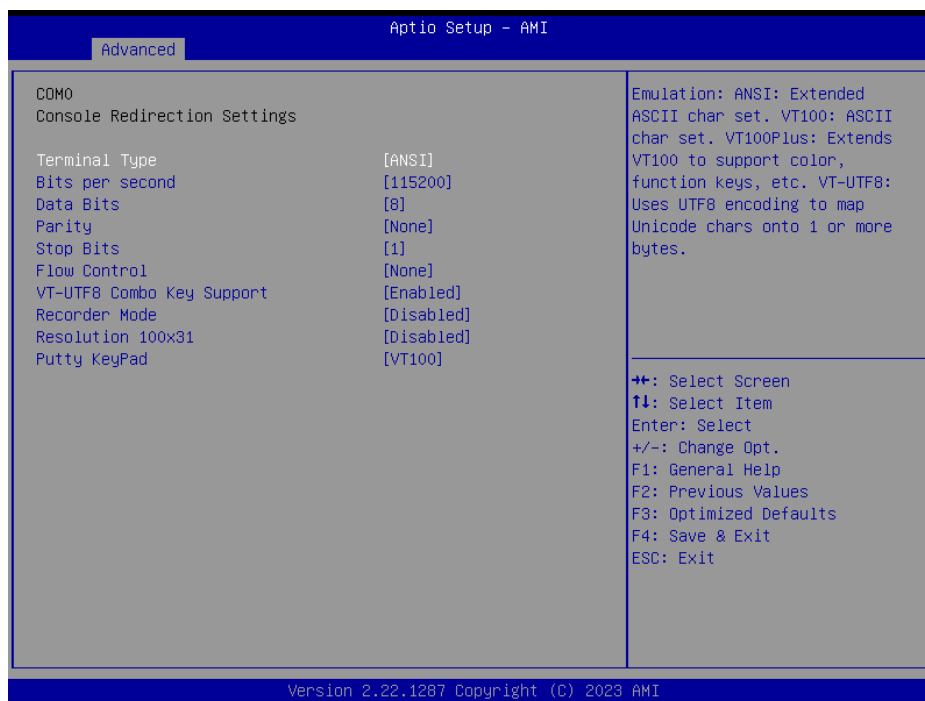 Aptio Setup – AMI
Advanced
COM0
Console Redirection Settings
Terminal Type [ANSI]
Bits per second [115200]
Data Bits [8]
Parity [None]
Stop Bits [1]
Flow Control [None]
VT-UTF8 Combo Key Support [Enabled]
Recorder Mode [Disabled]
Resolution 100x31 [Disabled]
Putty KeyPad [VT100]
Emulation: ANSI: Extended
ASCII char set. VT100: ASCII
char set. VT100Plus: Extends
VT100 to support color,
function keys, etc. VT-UTF8:
Uses UTF8 encoding to map
Unicode chars onto 1 or more
bytes.
→←: Select Screen
↑↓: Select Item
Enter: Select
+/-: Change Opt.
F1: General Help
F2: Previous Values
F3: Optimized Defaults
F4: Save & Exit
ESC: Exit
Version 2.22.1287 Copyright (C) 2023 AMI